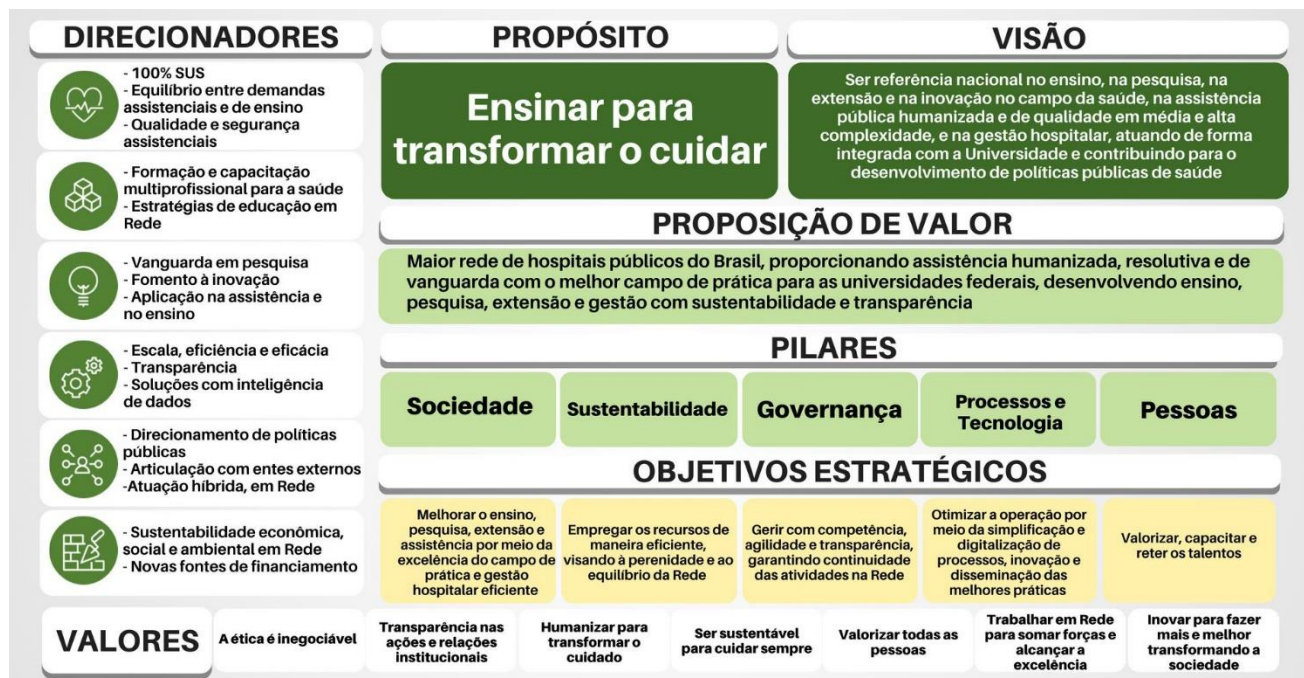 DIRECIONADORES
- 100% SUS
- Equilíbrio entre demandas
assistenciais e de ensino
- Qualidade e segurança
assistenciais
- Formação e capacitação
multiprofissional para a saúde
- Estratégias de educação em
Rede
- Vanguarda em pesquisa
- Fomento à inovação
- Aplicação na assistência e
no ensino
- Escala, eficiência e eficácia
- Transparência
- Soluções com inteligência
de dados
- Direcionamento de políticas
públicas
- Articulação com entes externos
-Atuação híbrida, em Rede
- Sustentabilidade econômica,
social e ambiental em Rede
- Novas fontes de financiamento
PROPÓSITO
Ensinar para
transformar o cuidar
VISÃO
Ser referência nacional no ensino, na pesquisa, na
extensão e na inovação no campo da saúde, na assistência
pública humanizada e de qualidade em média e alta
complexidade, e na gestão hospitalar, atuando de forma
integrada com a Universidade e contribuindo para o
desenvolvimento de políticas públicas de saúde
PROPOSIÇÃO DE VALOR
Maior rede de hospitais públicos do Brasil, proporcionando assistência humanizada, resolutiva e de
vanguarda com o melhor campo de prática para as universidades federais, desenvolvendo ensino,
pesquisa, extensão e gestão com sustentabilidade e transparência
PILARES
Sociedade
Sustentabilidade
Governança
Processos e
Tecnologia
Pessoas
OBJETIVOS ESTRATÉGICOS
Melhorar o ensino,
pesquisa, extensão e
assistência por meio da
excelência do campo de
prática e gestão
hospitalar eficiente
Empregar os recursos de
maneira eficiente,
visando à perenidade e ao
equilíbrio da Rede
Gerir com competência,
agilidade e transparência,
garantindo continuidade
das atividades na Rede
Otimizar a operação por
meio da simplificação e
digitalização de
processos, inovação e
disseminação das
melhores práticas
Valorizar, capacitar e
reter os talentos
VALORES
A ética é inegociável
Transparência nas
ações e relações
institucionais
Humanizar para
transformar o
cuidado
Ser sustentável
para cuidar sempre
Valorizar todas as
pessoas
Trabalhar em Rede
para somar forças e
alcançar a
excelência
Inovar para fazer
mais e melhor
transformando a
sociedade